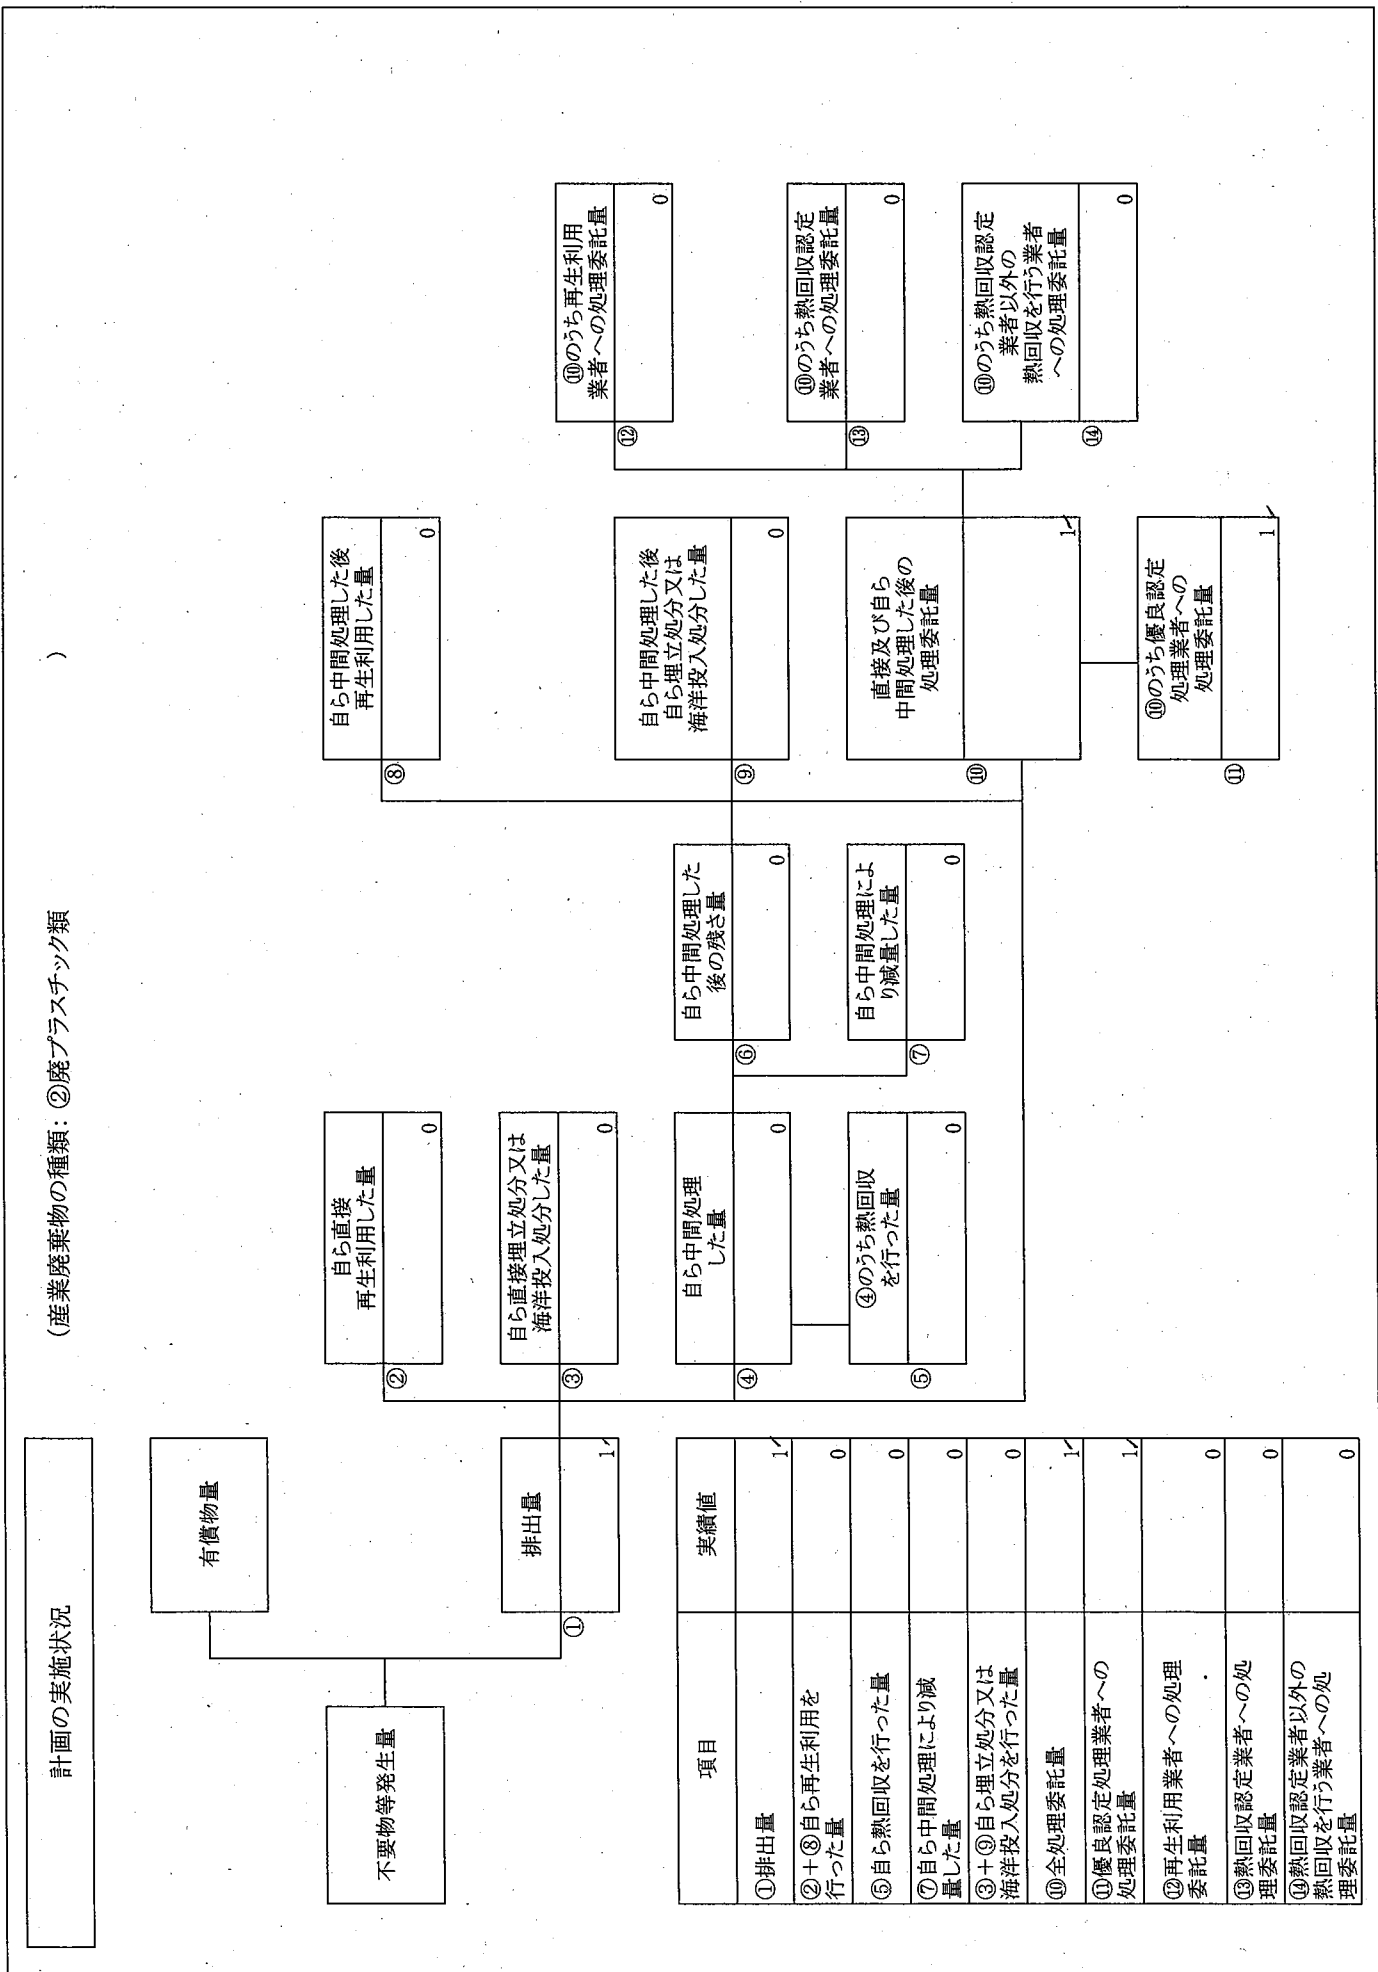 計画の実施状況
(産業廃棄物の種類: ②廃プラスチック類 )
不要物等発生量
有償物量
①
排出量
1
②
自ら直接
再生利用した量
0
③
自ら直接埋立処分又は
海洋投入処分した量
0
④
自ら中間処理
した量
0
⑤
④のうち熱回収
を行った量
0
⑥
自ら中間処理した
後の残さ量
0
⑦
自ら中間処理によ
り減量した量
0
⑧
自ら中間処理した後
再生利用した量
0
⑨
自ら中間処理した後
自ら埋立処分又は
海洋投入処分した量
0
⑩
直接及び自ら
中間処理した後の
処理委託量
1
⑪
⑩のうち優良認定
処理業者への
処理委託量
1
⑫
⑩のうち再生利用
業者への処理委託量
0
⑬
⑩のうち熱回収認定
業者への処理委託量
0
⑭
⑩のうち熱回収認定
業者以外の
熱回収を行う業者
への処理委託量
0
項目 実績値
①排出量 1
②+⑧自ら再生利用を
行った量 0
⑤自ら熱回収を行った量 0
⑦自ら中間処理により減
量した量 0
③+⑨自ら埋立処分又は
海洋投入処分を行った量 0
⑩全処理委託量 1
⑪優良認定処理業者への
処理委託量 1
⑫再生利用業者への処理
委託量 0
⑬熱回収認定業者への処
理委託量 0
⑭熱回収認定業者以外の
熱回収を行う業者への処
理委託量 0